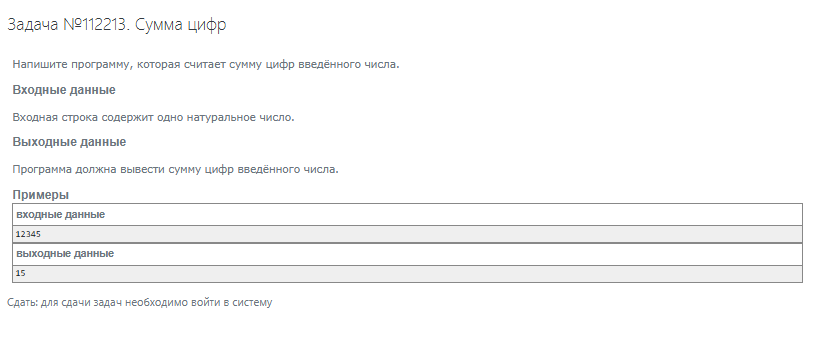 Задача №112213. Сумма цифр
Напишите программу, которая считает сумму цифр введённого числа.
Входные данные
Входная строка содержит одно натуральное число.
Выходные данные
Программа должна вывести сумму цифр введённого числа.
Примеры
входные данные
12345
выходные данные
15
Сдать: для сдачи задач необходимо войти в систему